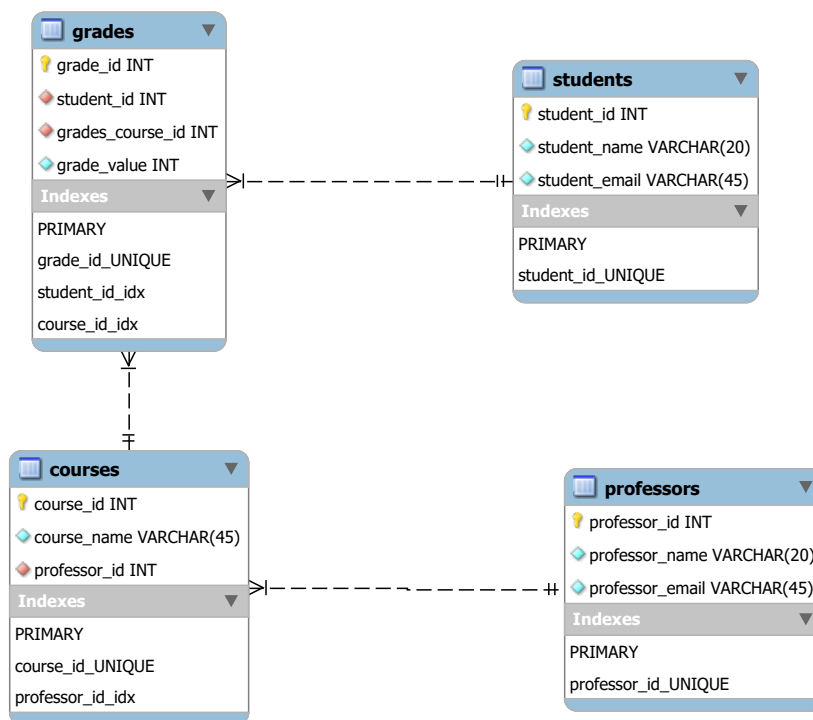 grades
grade_id INT
student_id INT
grades_course_id INT
grade_value INT
Indexes
PRIMARY
grade_id_UNIQUE
student_id_idx
course_id_idx
students
student_id INT
student_name VARCHAR(20)
student_email VARCHAR(45)
Indexes
PRIMARY
student_id_UNIQUE
courses
course_id INT
course_name VARCHAR(45)
professor_id INT
Indexes
PRIMARY
course_id_UNIQUE
professor_id_idx
professors
professor_id INT
professor_name VARCHAR(20)
professor_email VARCHAR(45)
Indexes
PRIMARY
professor_id_UNIQUE